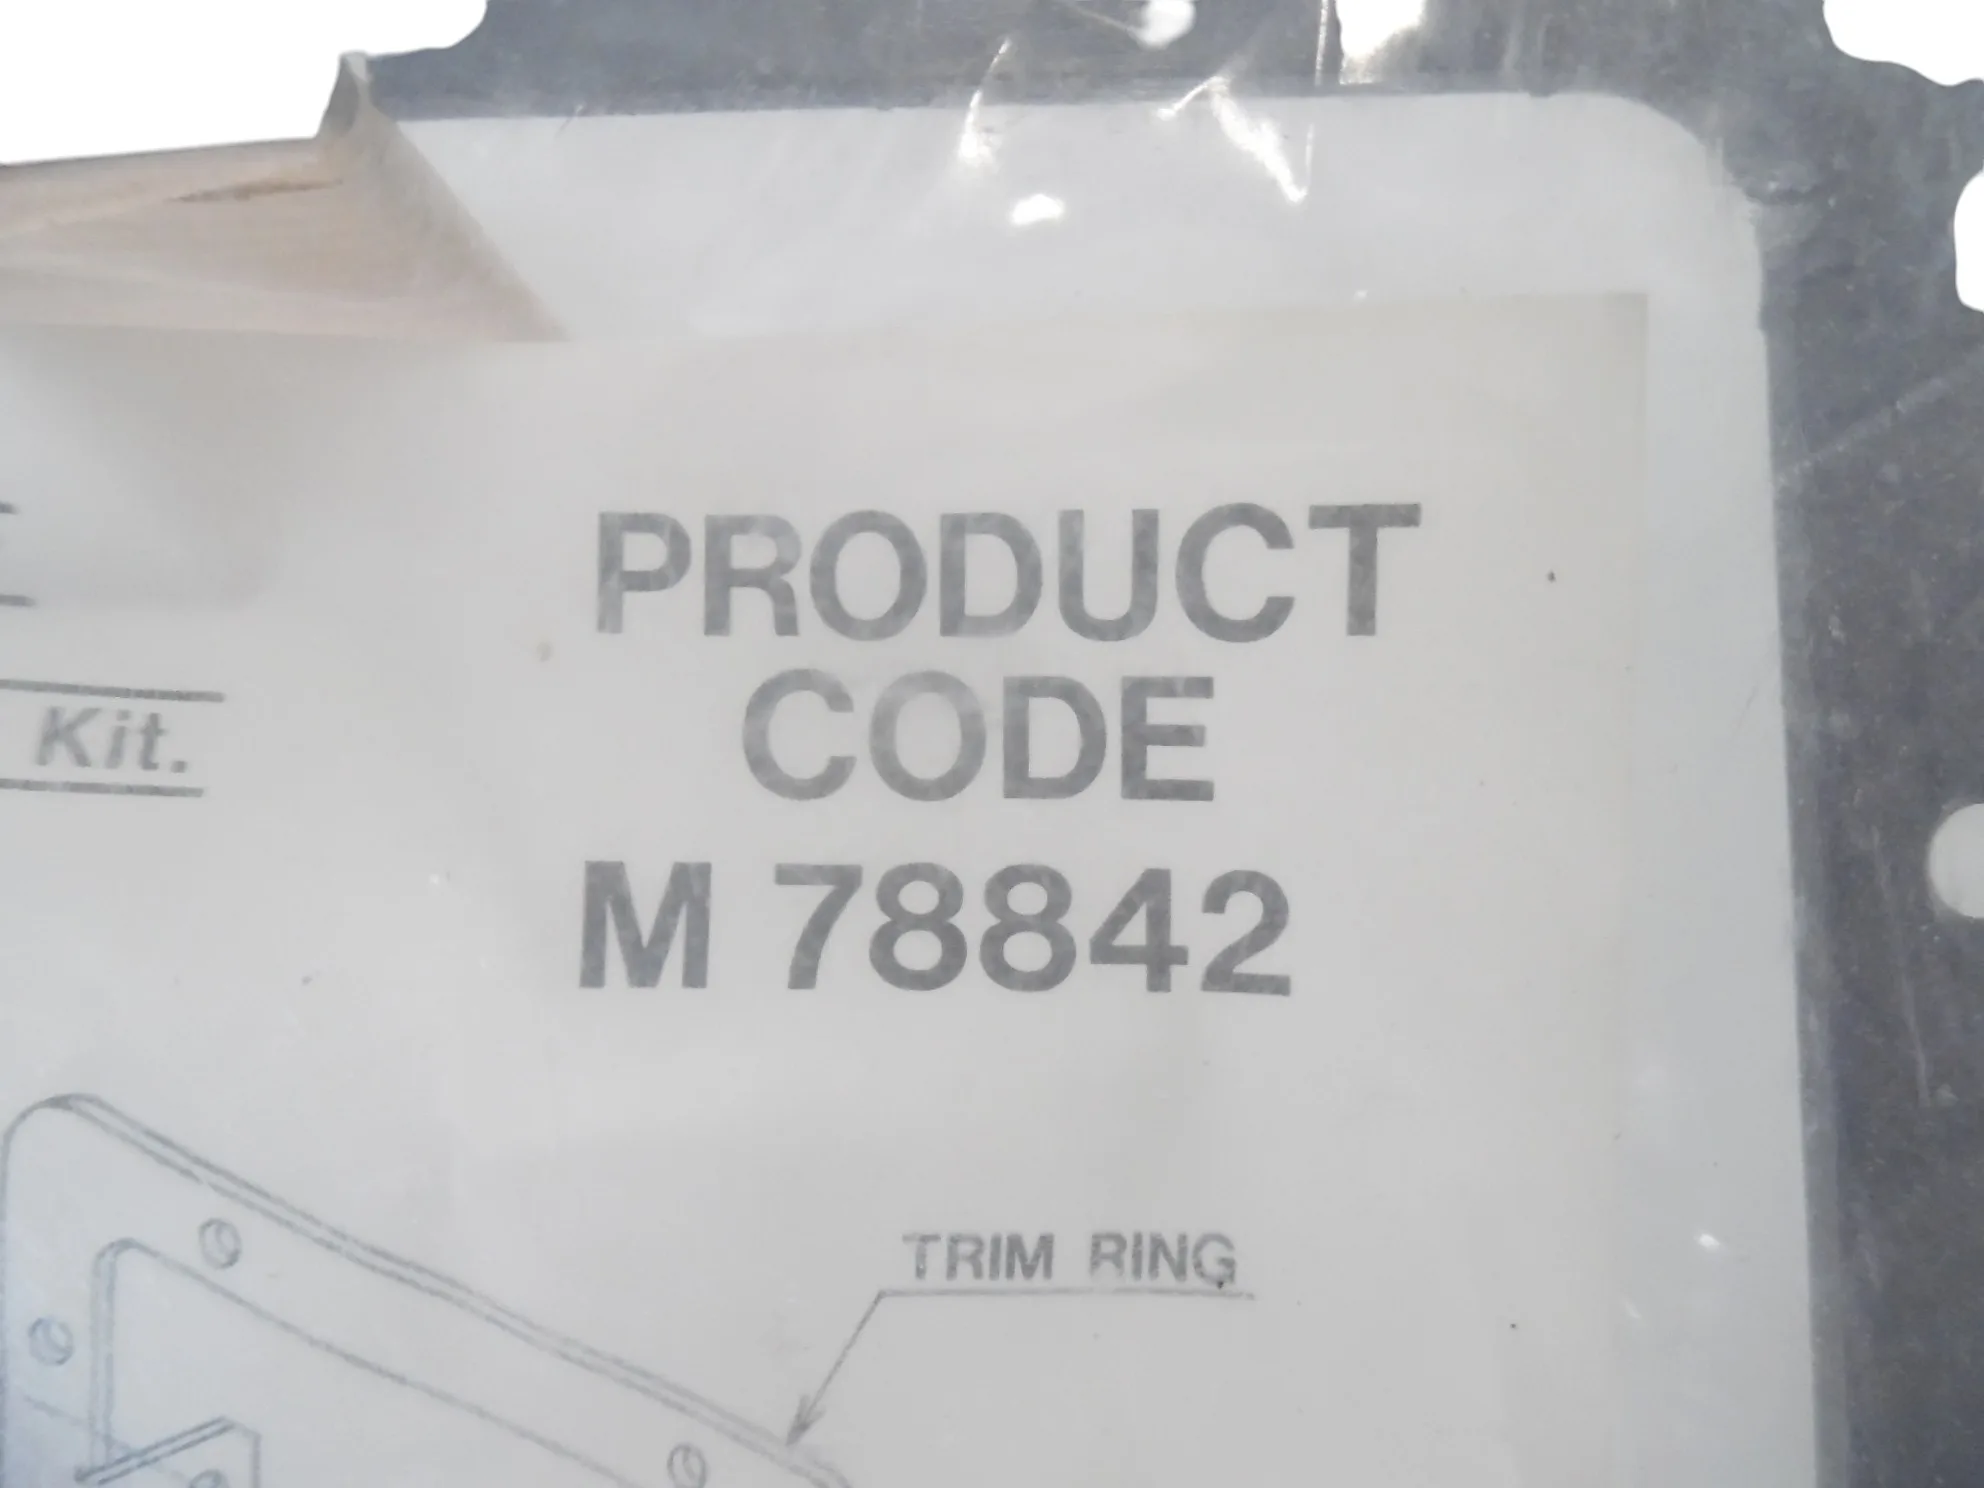 PRODUCT
CODE
Kit.
M 78842
TRIM RING